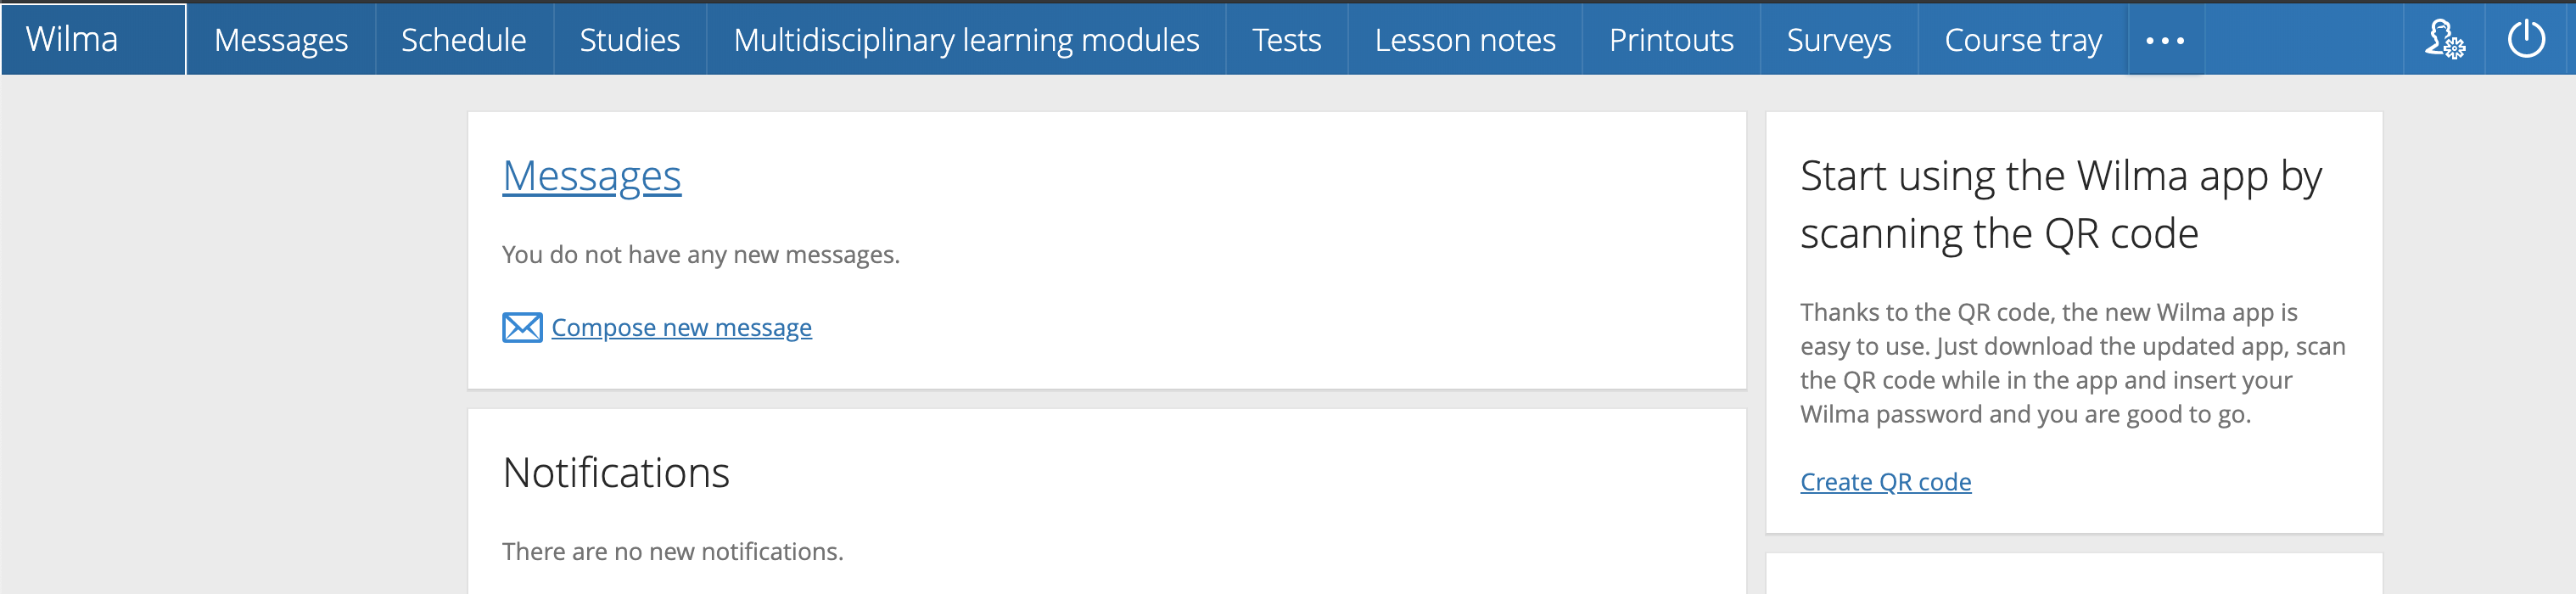 Wilma
Messages
Schedule
Studies
Multidisciplinary learning modules
Tests
Lesson notes
Printouts
Surveys
Course tray
Messages
You do not have any new messages.
Compose new message
Notifications
There are no new notifications.
Start using the Wilma app by
scanning the QR code
Thanks to the QR code, the new Wilma app is
easy to use. Just download the updated app, scan
the QR code while in the app and insert your
Wilma password and you are good to go.
Create QR code